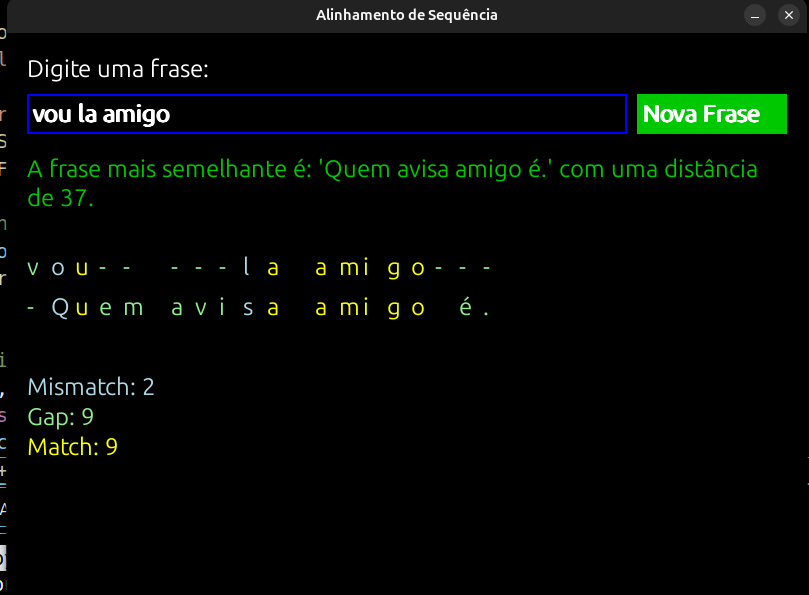 Alinhamento de Sequência
Digite uma frase:
vou la amigo
Nova Frase
A frase mais semelhante é: 'Quem avisa amigo é.' com uma distância
de 37.
v o u - - - - - l a a m i g o - - -
- Q u e m a v i s a a m i g o é .
Mismatch: 2
Gap: 9
Match: 9